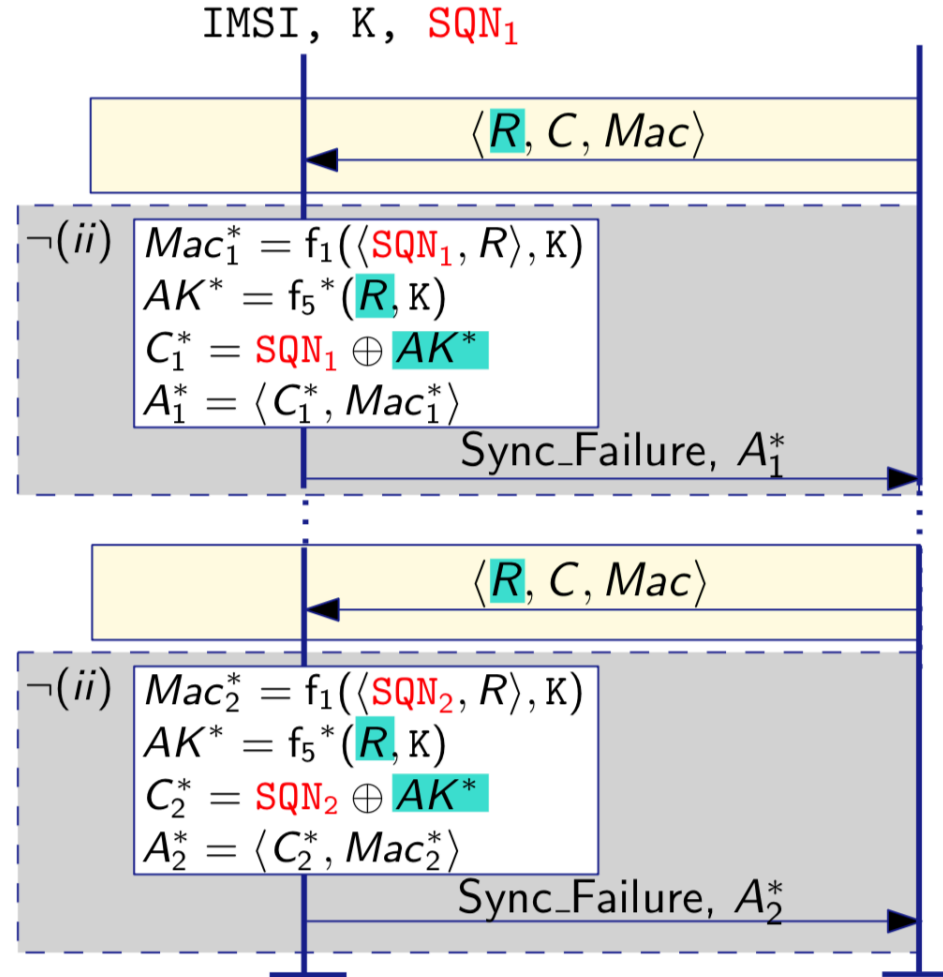 IMSI, K, SQN₁
⟨R, C, Mac⟩
¬(ii)
Mac₁* = f₁(⟨SQN₁, R⟩, K)
AK* = f₅*(R, K)
C₁* = SQN₁ ⊕ AK*
A₁* = ⟨C₁*, Mac₁*⟩
Sync_Failure, A₁*
⟨R, C, Mac⟩
¬(ii)
Mac₂* = f₁(⟨SQN₂, R⟩, K)
AK* = f₅*(R, K)
C₂* = SQN₂ ⊕ AK*
A₂* = ⟨C₂*, Mac₂*⟩
Sync_Failure, A₂*